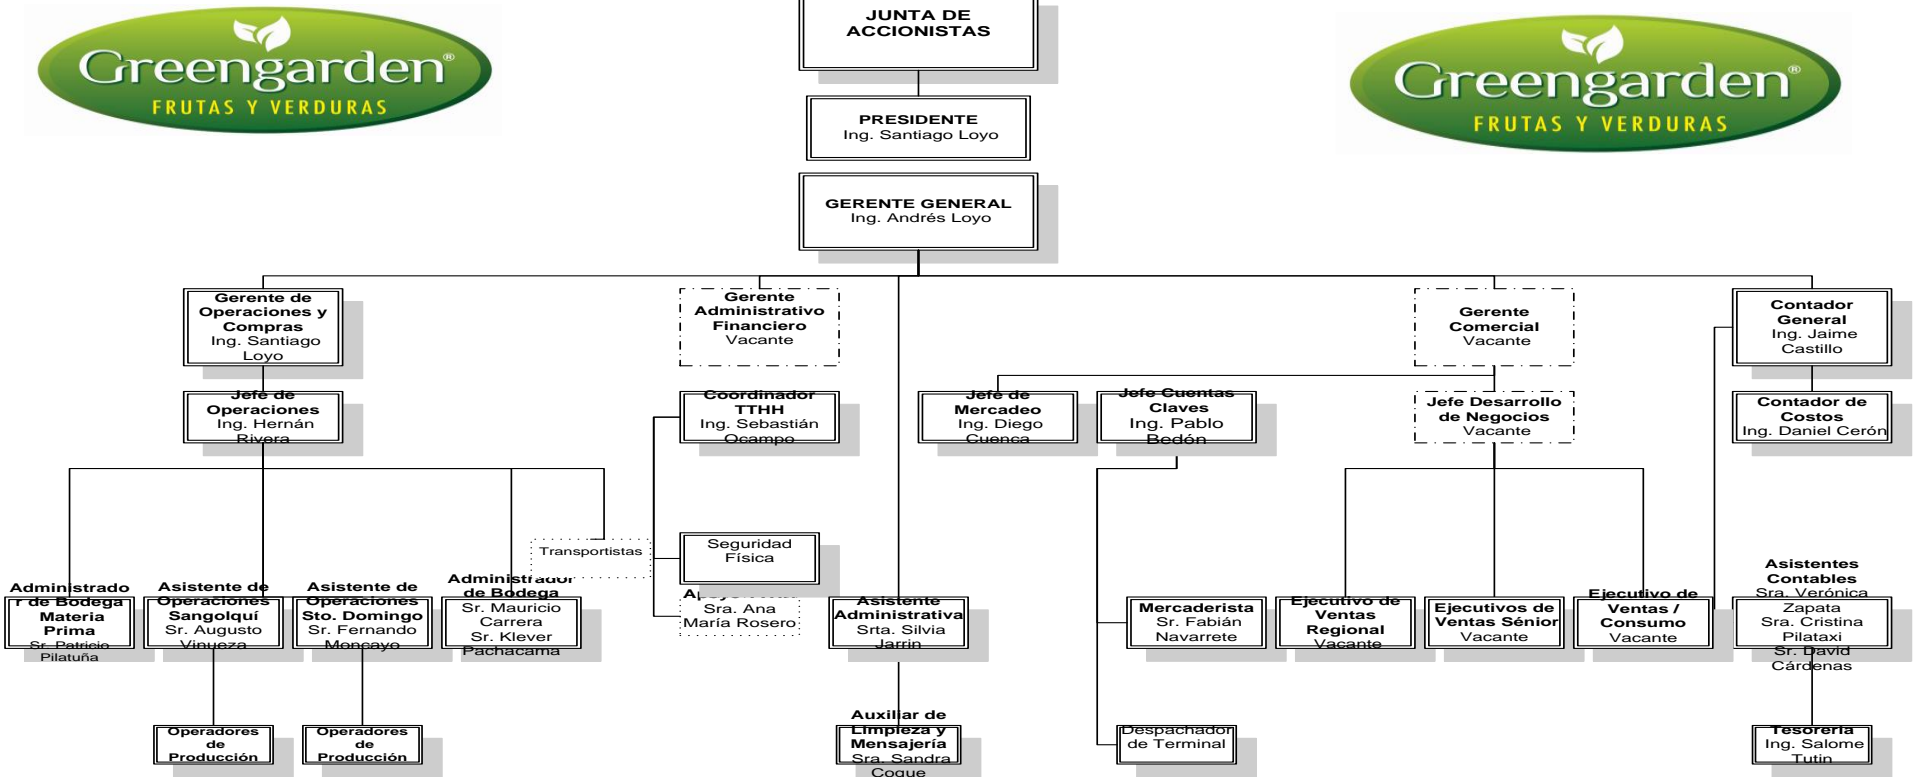 Greengarden®
FRUTAS Y VERDURAS
JUNTA DE
ACCIONISTAS
Greengarden®
FRUTAS Y VERDURAS
PRESIDENTE
Ing. Santiago Loyo
GERENTE GENERAL
Ing. Andrés Loyo
Gerente de
Operaciones y
Compras
Ing. Santiago
Loyo
Gerente
Administrativo
Financiero
Vacante
Gerente
Comercial
Vacante
Contador
General
Ing. Jaime
Castillo
Jefe de
Operaciones
Ing. Hernán
Rivera
Coordinador
TTHH
Ing. Sebastián
Ocampo
Jefe de
Mercadeo
Ing. Diego
Cuenca
Jefe Cuentas
Claves
Ing. Pablo
Bedón
Jefe Desarrollo
de Negocios
Vacante
Contador de
Costos
Ing. Daniel Cerón
Transportistas
Seguridad
Física
Administrado
r de Bodega
Materia
Prima
Sr. Patricio
Pilatuña
Asistente de
Operaciones
Sangolquí
Sr. Augusto
Vinueza
Asistente de
Operaciones
Sto. Domingo
Sr. Fernando
Moncayo
Administrador
de Bodega
Sr. Mauricio
Carrera
Sr. Klever
Pachacama
Sra. Ana
María Rosero
Asistente
Administrativa
Srta. Silvia
Jarrin
Mercaderista
Sr. Fabián
Navarrete
Ejecutivo de
Ventas
Regional
Vacante
Ejecutivos de
Ventas Sénior
Vacante
Ejecutivo de
Ventas /
Consumo
Vacante
Asistentes
Contables
Sra. Verónica
Zapata
Sra. Cristina
Pilataxi
Sr. David
Cárdenas
Operadores
de
Producción
Operadores
de
Producción
Auxiliar de
Limpieza y
Mensajería
Sra. Sandra
Coque
Despachador
de Terminal
Tesorería
Ing. Salome
Tutin